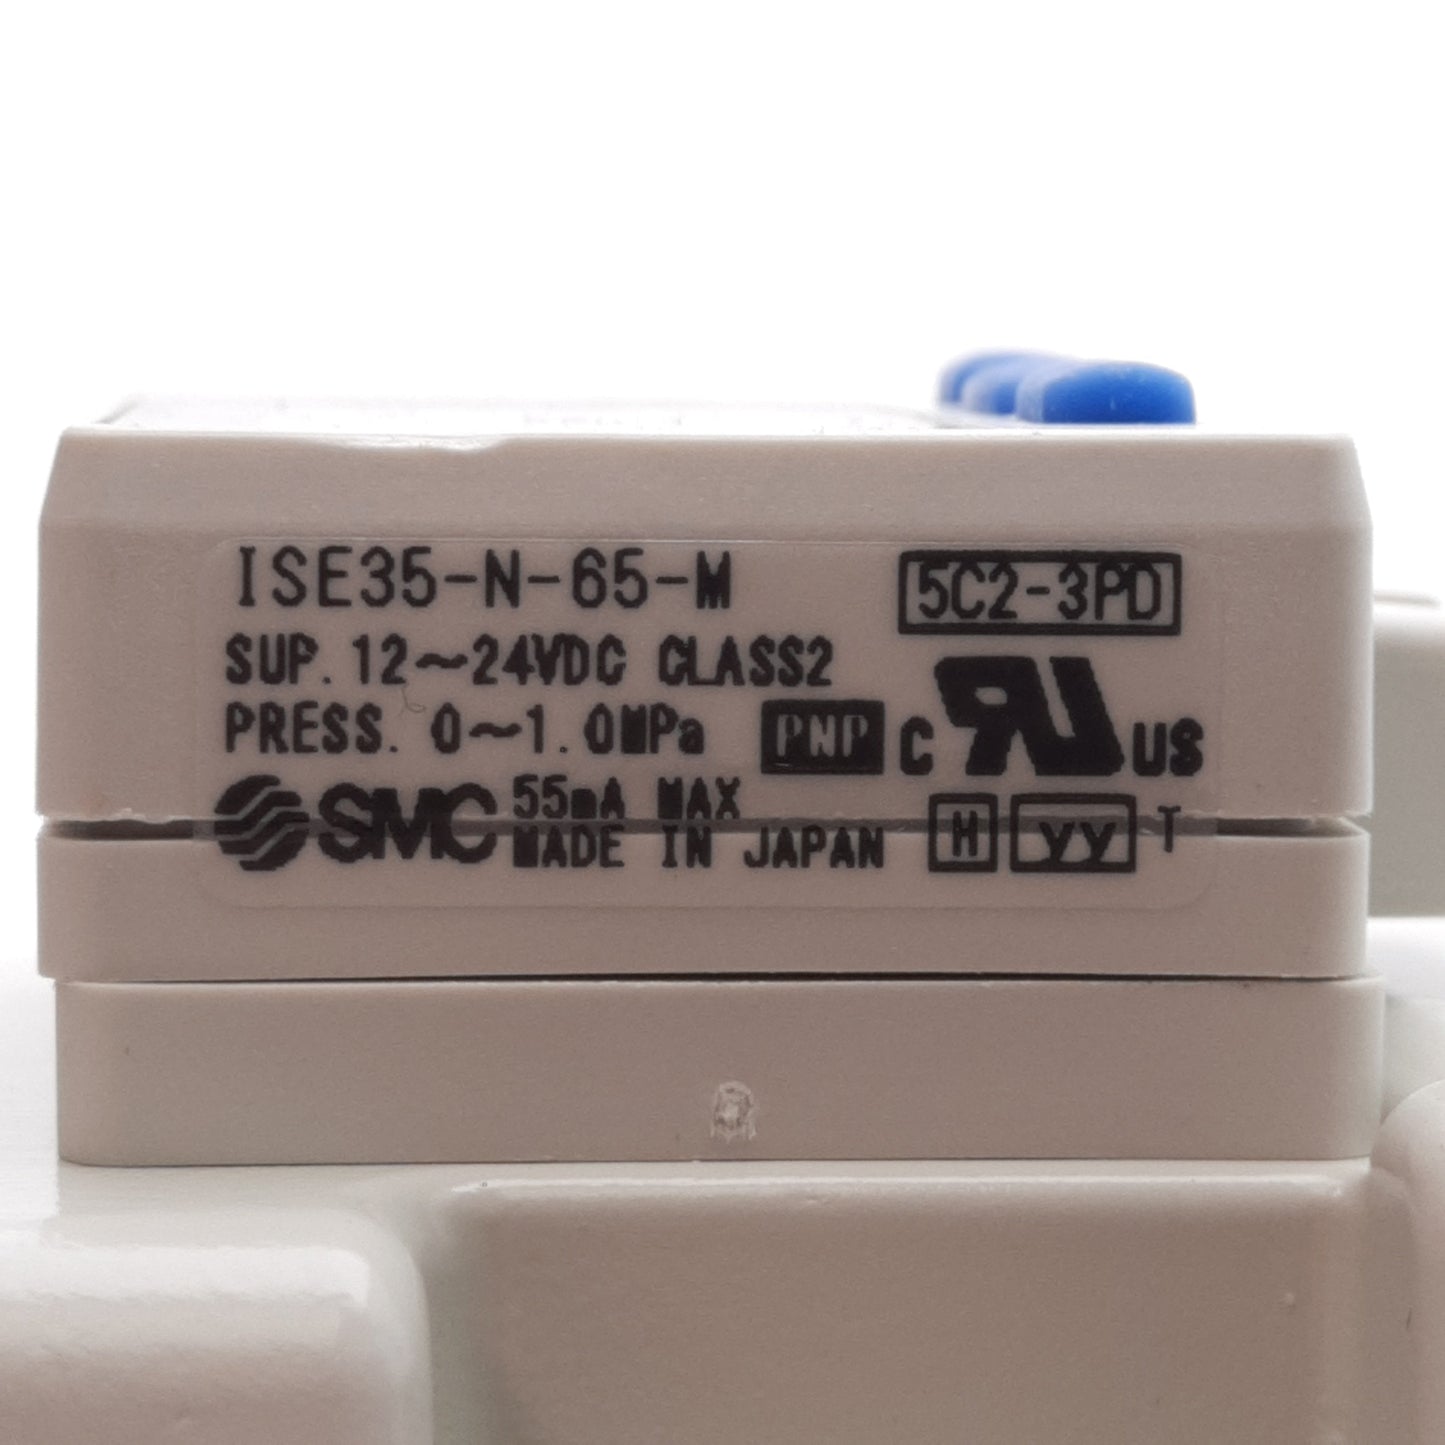 ISE35-N-65-M
5C2-3PD
SUP. 12~24VDC CLASS2
PRESS. 0~1.0MPa
PNP
C RU US
SMC
55mA MAX
MADE IN JAPAN
H yy T